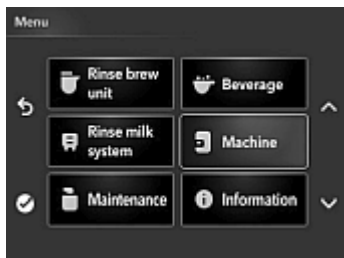 Menu
Rinse brew
unit
Beverage
Rinse milk
system
Machine
Maintenance
Information